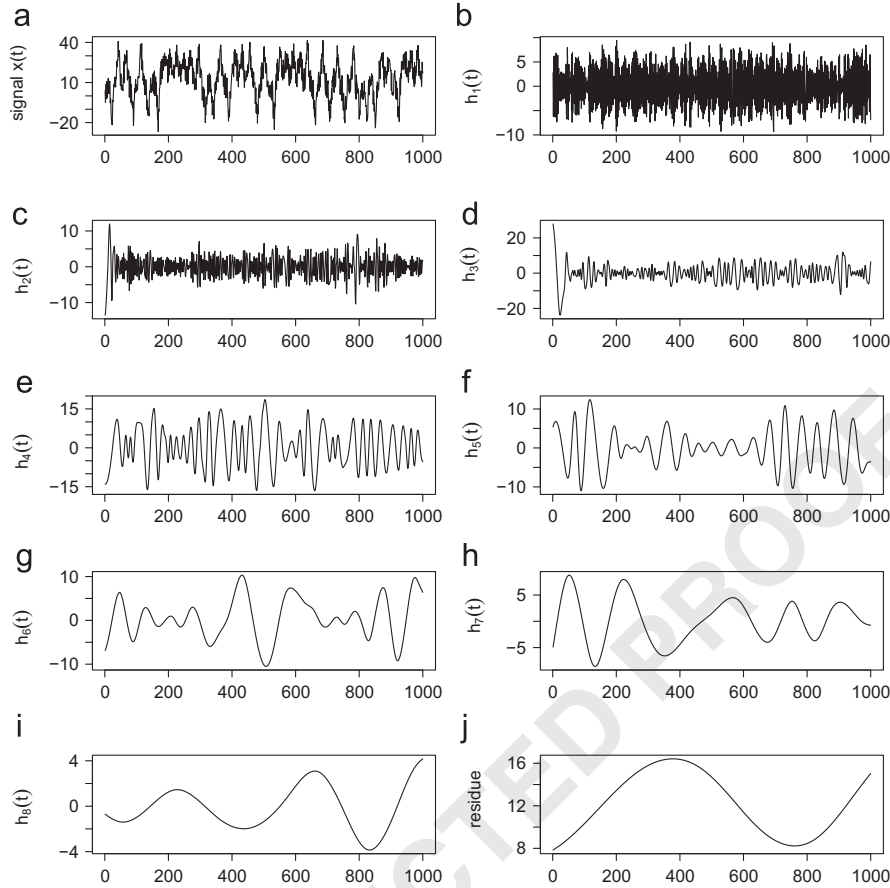 a
signal x(t)
40
10
−20
0 200 400 600 800 1000
b
h1(t)
5
0
−10
0 200 400 600 800 1000
c
h2(t)
10
0
−10
0 200 400 600 800 1000
d
h3(t)
20
0
−20
0 200 400 600 800 1000
e
h4(t)
15
0
−15
0 200 400 600 800 1000
f
h5(t)
10
0
−10
0 200 400 600 800 1000
g
h6(t)
10
0
−10
0 200 400 600 800 1000
h
h7(t)
5
−5
0 200 400 600 800 1000
i
h8(t)
4
0
−4
0 200 400 600 800 1000
j
residue
16
12
8
0 200 400 600 800 1000
CTED PROOF